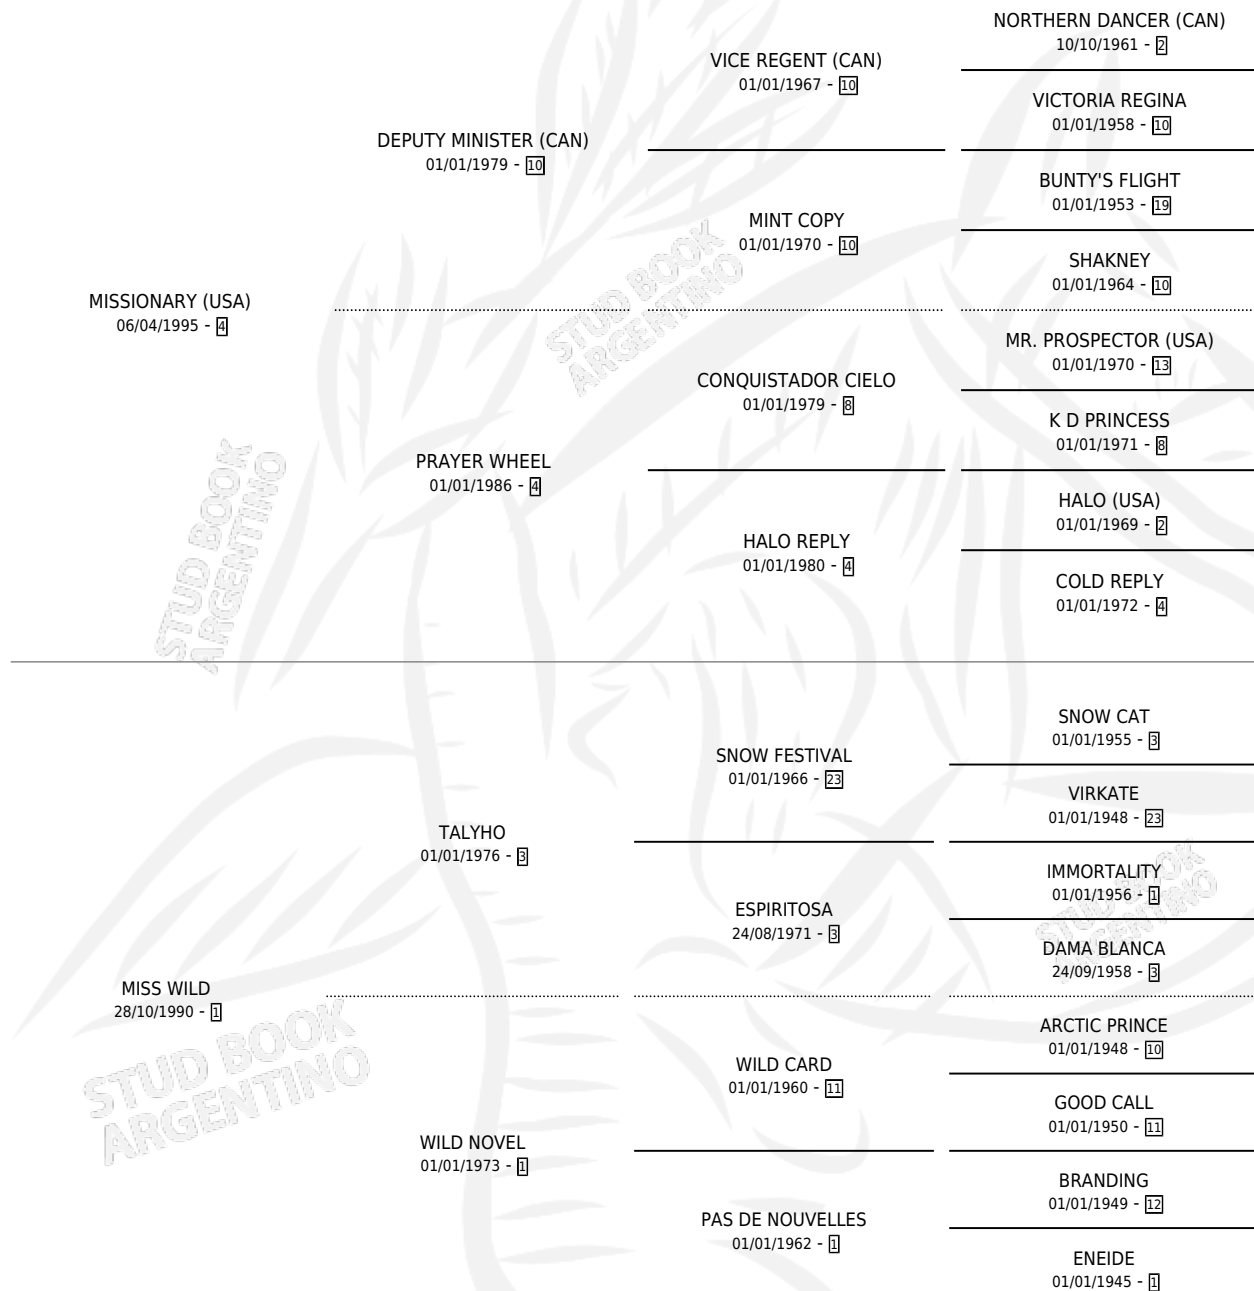 NORTHERN DANCER (CAN)
10/10/1961 - 2
VICE REGENT (CAN)
01/01/1967 - 10
VICTORIA REGINA
01/01/1958 - 10
DEPUTY MINISTER (CAN)
01/01/1979 - 10
BUNTY'S FLIGHT
01/01/1953 - 19
MINT COPY
01/01/1970 - 10
SHAKNEY
01/01/1964 - 10
MISSIONARY (USA)
06/04/1995 - 4
STUD BOOK
ARGENTINO
MR. PROSPECTOR (USA)
01/01/1970 - 13
CONQUISTADOR CIELO
01/01/1979 - 8
K D PRINCESS
01/01/1971 - 8
PRAYER WHEEL
01/01/1986 - 4
HALO (USA)
01/01/1969 - 2
HALO REPLY
01/01/1980 - 4
COLD REPLY
01/01/1972 - 4
STUD BOOK
ARGENTINO
SNOW CAT
01/01/1955 - 3
SNOW FESTIVAL
01/01/1966 - 23
VIRKATE
01/01/1948 - 23
TALYHO
01/01/1976 - 3
IMMORTALITY
01/01/1956 - 1
ESPIRITOSA
24/08/1971 - 3
STUD BOOK
ARGENTINO
DAMA BLANCA
24/09/1958 - 3
MISS WILD
28/10/1990 - 1
ARCTIC PRINCE
01/01/1948 - 10
WILD CARD
01/01/1960 - 11
STUD BOOK
ARGENTINO
GOOD CALL
01/01/1950 - 11
WILD NOVEL
01/01/1973 - 1
BRANDING
01/01/1949 - 12
PAS DE NOUVELLES
01/01/1962 - 1
ENEIDE
01/01/1945 - 1